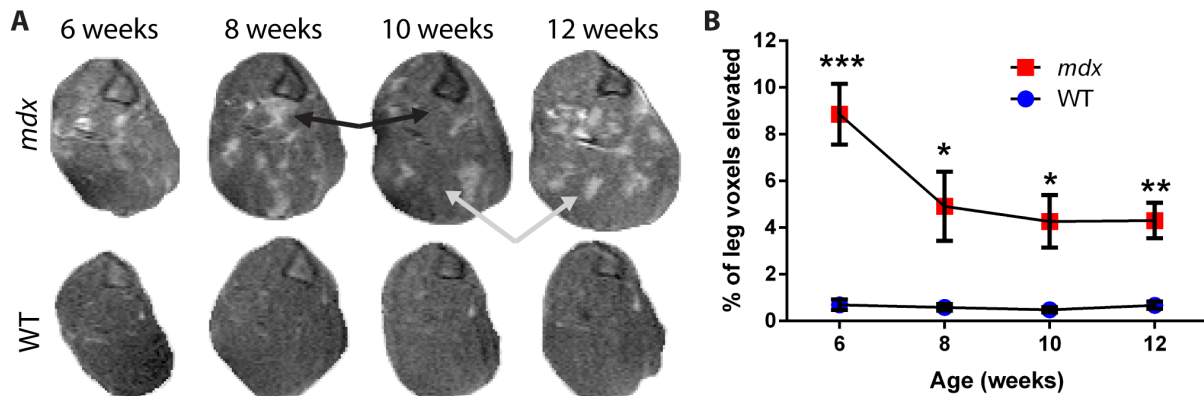 A
6 weeks 8 weeks 10 weeks 12 weeks
mdx
WT
B
% of leg voxels elevated
12
10
8
6
4
2
0
***
*
*
**
mdx
WT
6 8 10 12
Age (weeks)